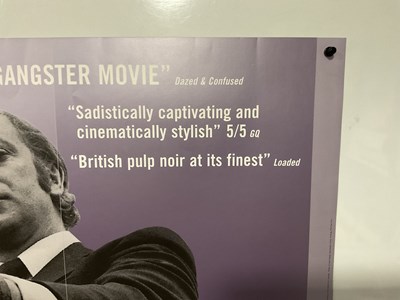 GANGSTER MOVIE” Dazed & Confused
“Sadistically captivating and
cinematically stylish” 5/5 GQ
“British pulp noir at its finest” Loaded